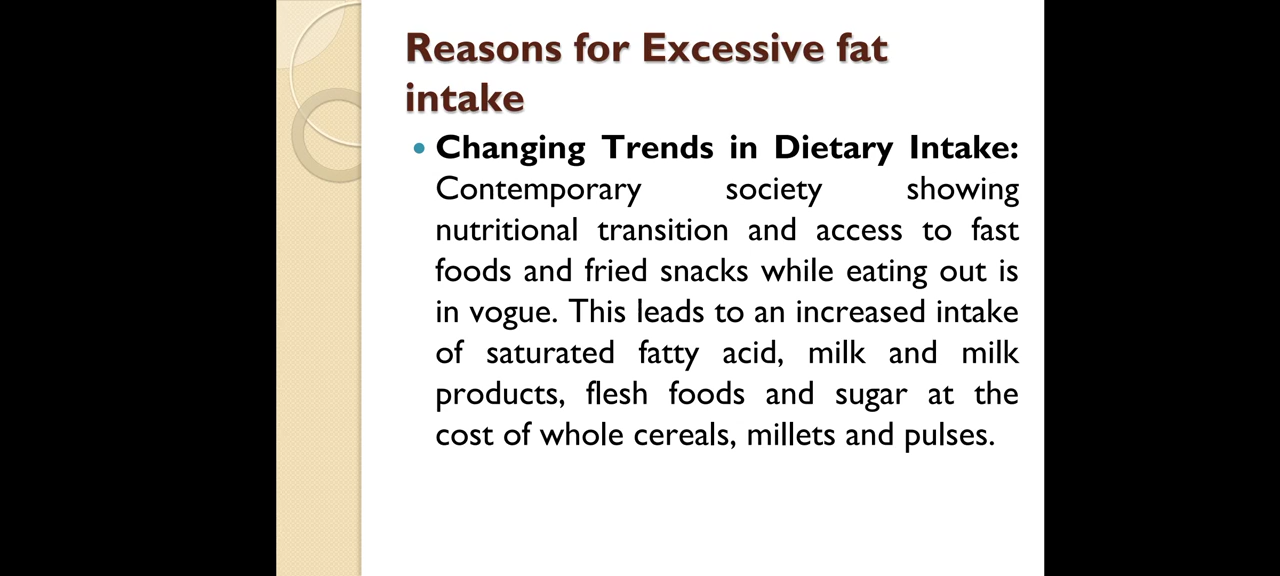 Reasons for Excessive fat
intake
• Changing Trends in Dietary Intake:
Contemporary society showing
nutritional transition and access to fast
foods and fried snacks while eating out is
in vogue. This leads to an increased intake
of saturated fatty acid, milk and milk
products, flesh foods and sugar at the
cost of whole cereals, millets and pulses.